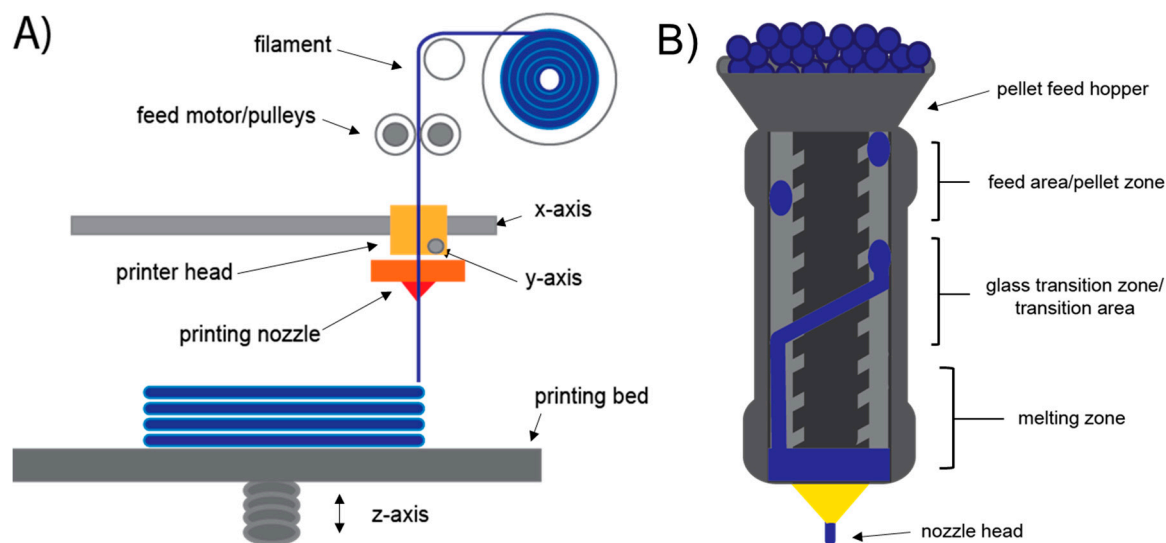 A)
filament
feed motor/pulleys
x-axis
printer head
y-axis
printing nozzle
printing bed
z-axis
B)
pellet feed hopper
feed area/pellet zone
glass transition zone/
transition area
melting zone
nozzle head